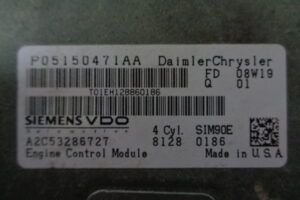 P05150471AA DaimlerChrysler
FD 08W19
Q 01
T01EH128860186
SIEMENS VDO
Automotive
4 Cyl. SIM90E
A2C53286727 8128 0186
Engine Control Module Made in U.S.A